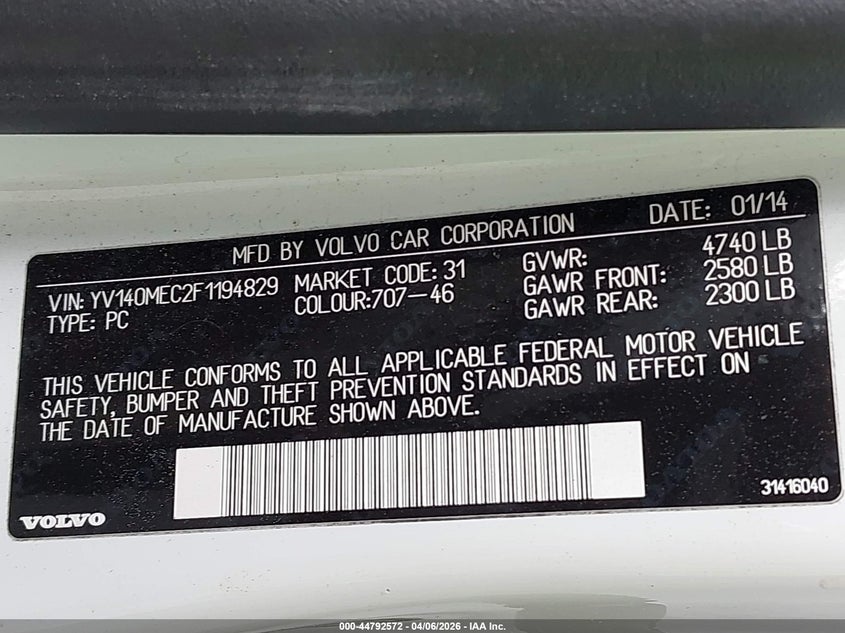 MFD BY VOLVO CAR CORPORATION DATE: 01/14
VIN: YV140MEC2F1194829 MARKET CODE: 31 GVWR: 4740 LB
TYPE: PC COLOUR:707-46 GAWR FRONT: 2580 LB
GAWR REAR: 2300 LB
THIS VEHICLE CONFORMS TO ALL APPLICABLE FEDERAL MOTOR VEHICLE
SAFETY, BUMPER AND THEFT PREVENTION STANDARDS IN EFFECT ON
THE DATE OF MANUFACTURE SHOWN ABOVE.
31416040
VOLVO
000-44792572 - 04/06/2026 - IAA Inc.